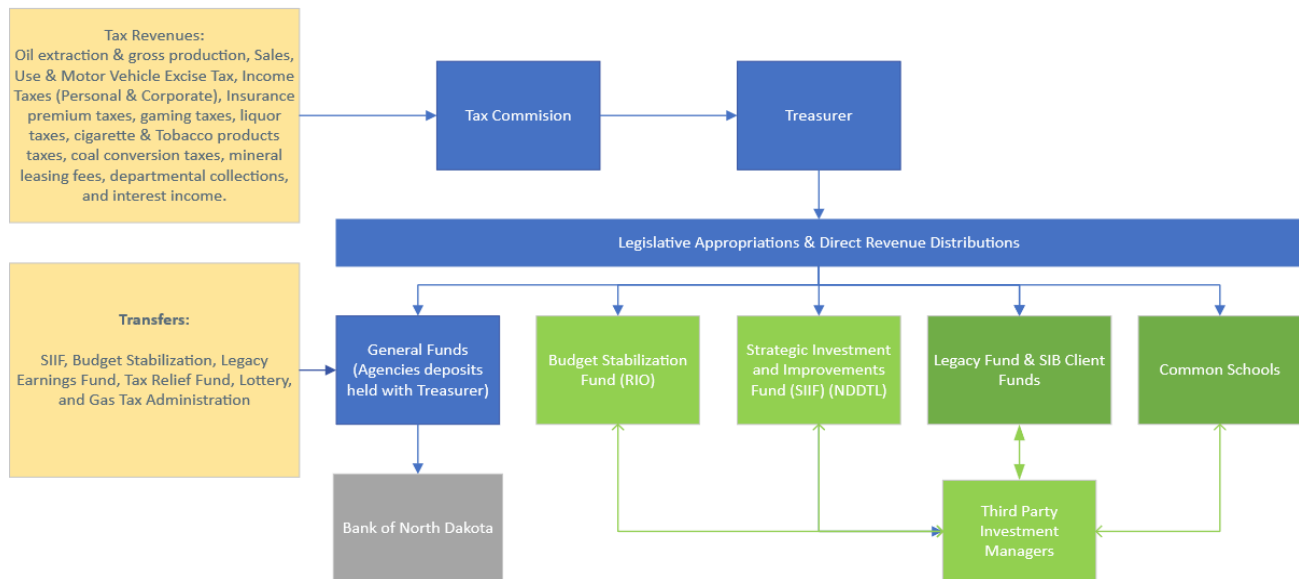 Tax Revenues:
Oil extraction & gross production, Sales,
Use & Motor Vehicle Excise Tax, Income
Taxes (Personal & Corporate), Insurance
premium taxes, gaming taxes, liquor
taxes, cigarette & Tobacco products
taxes, coal conversion taxes, mineral
leasing fees, departmental collections,
and interest income.
Tax Commision
Treasurer
Legislative Appropriations & Direct Revenue Distributions
Transfers:
SIIF, Budget Stabilization, Legacy
Earnings Fund, Tax Relief Fund, Lottery,
and Gas Tax Administration
General Funds
(Agencies deposits
held with Treasurer)
Budget Stabilization
Fund (RIO)
Strategic Investment
and Improvements
Fund (SIIF) (NDDTL)
Legacy Fund & SIB Client
Funds
Common Schools
Bank of North Dakota
Third Party
Investment
Managers